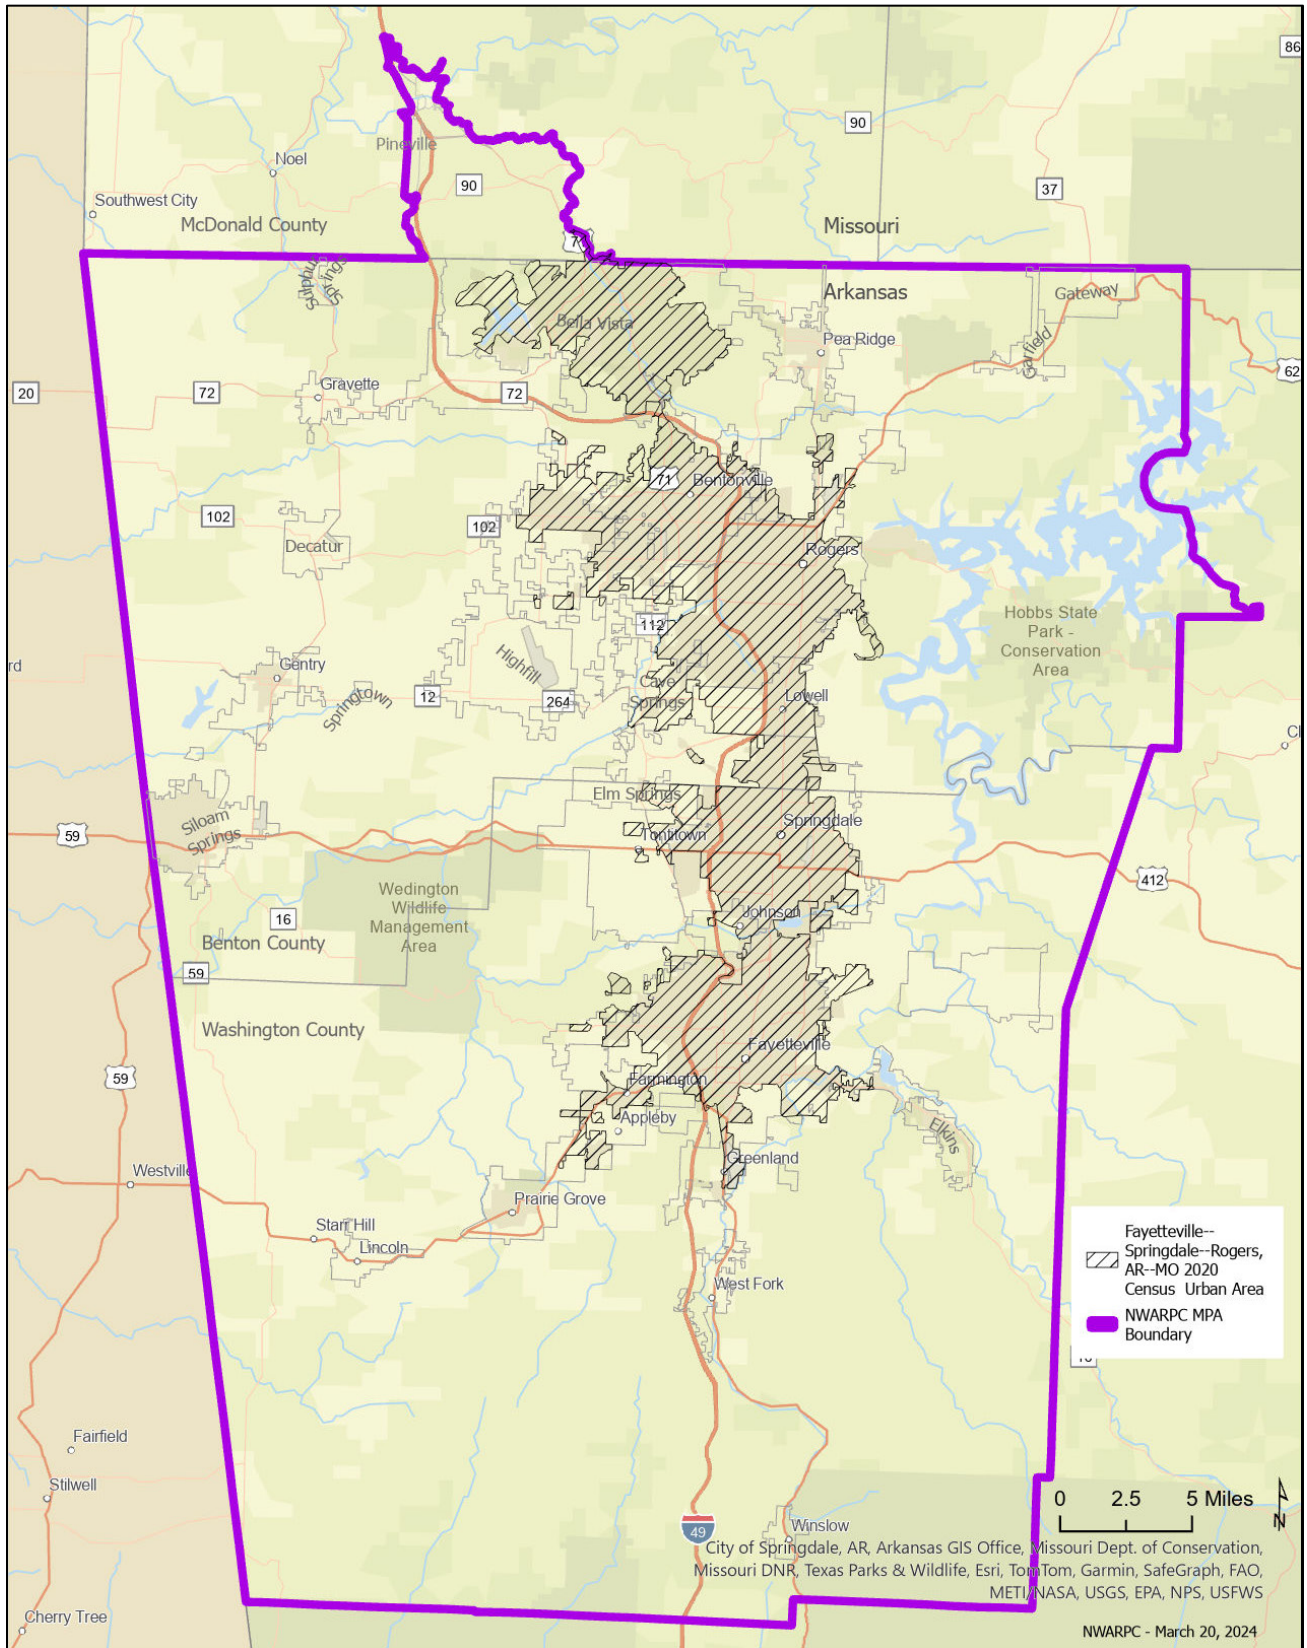 86
90
Pineville
Noel
90
37
Southwest City
McDonald County
Missouri
7
Sulphur
Springs
Arkansas
Gateway
Bella Vista
Pea Ridge
Garfield
62
20
72
Gravette
72
71
Bentonville
102
102
Decatur
Rogers
Hobbs State
Park -
Conservation
Area
112
Highfill
rd
Gentry
Cave
Springs
Springtown
12
264
Lowell
Cl
Elm Springs
Siloam
Springs
59
Tontitown
Springdale
412
Wedington
Wildlife
Management
Area
16
Johnson
Benton County
59
Washington County
Fayetteville
59
Farmington
Appleby
Elkins
Westville
Greenland
Prairie Grove
Starr Hill
Lincoln
Fayetteville--
Springdale--Rogers,
AR--MO 2020
Census Urban Area
NWARPC MPA
Boundary
West Fork
16
Fairfield
Stilwell
0 2.5 5 Miles
N
49
Winslow
City of Springdale, AR, Arkansas GIS Office, Missouri Dept. of Conservation,
Missouri DNR, Texas Parks & Wildlife, Esri, TomTom, Garmin, SafeGraph, FAO,
METI/NASA, USGS, EPA, NPS, USFWS
Cherry Tree
NWARPC - March 20, 2024